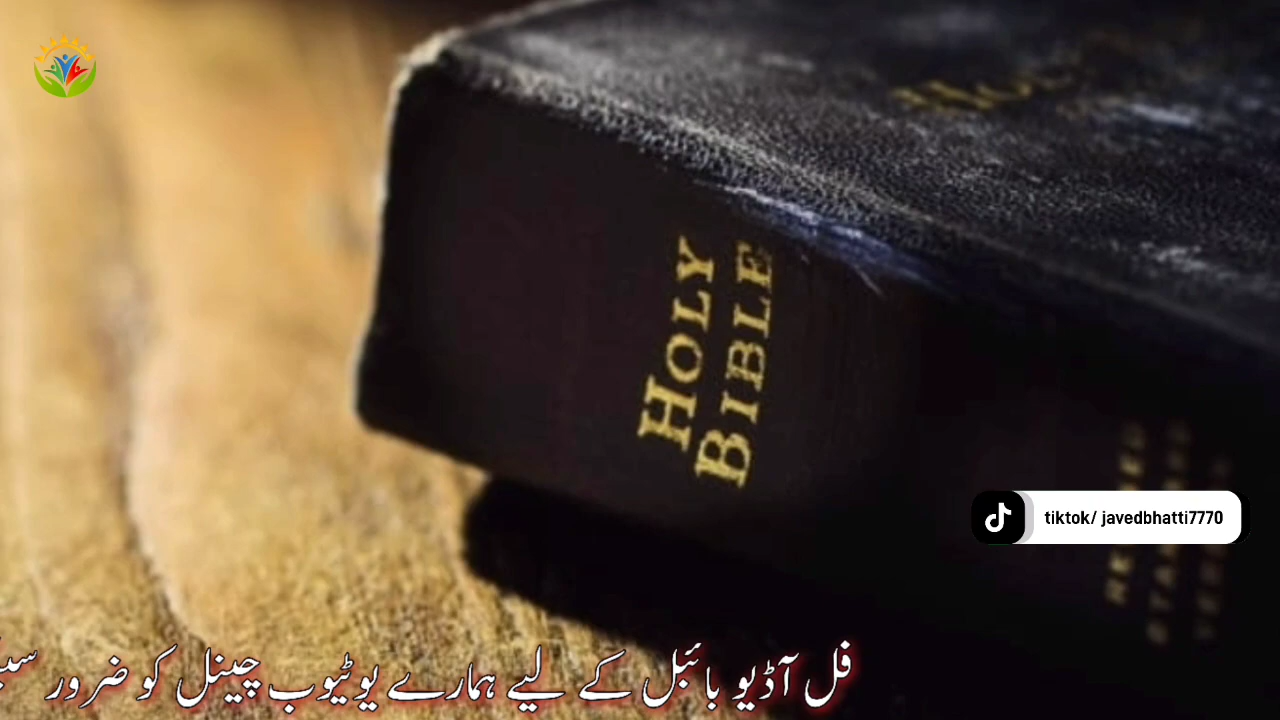 HOLY
BIBLE
tiktok/ javedbhatti7770
فل آڈیو بائبل کے لیے ہمارے یوٹیوب چینل کو ضرور